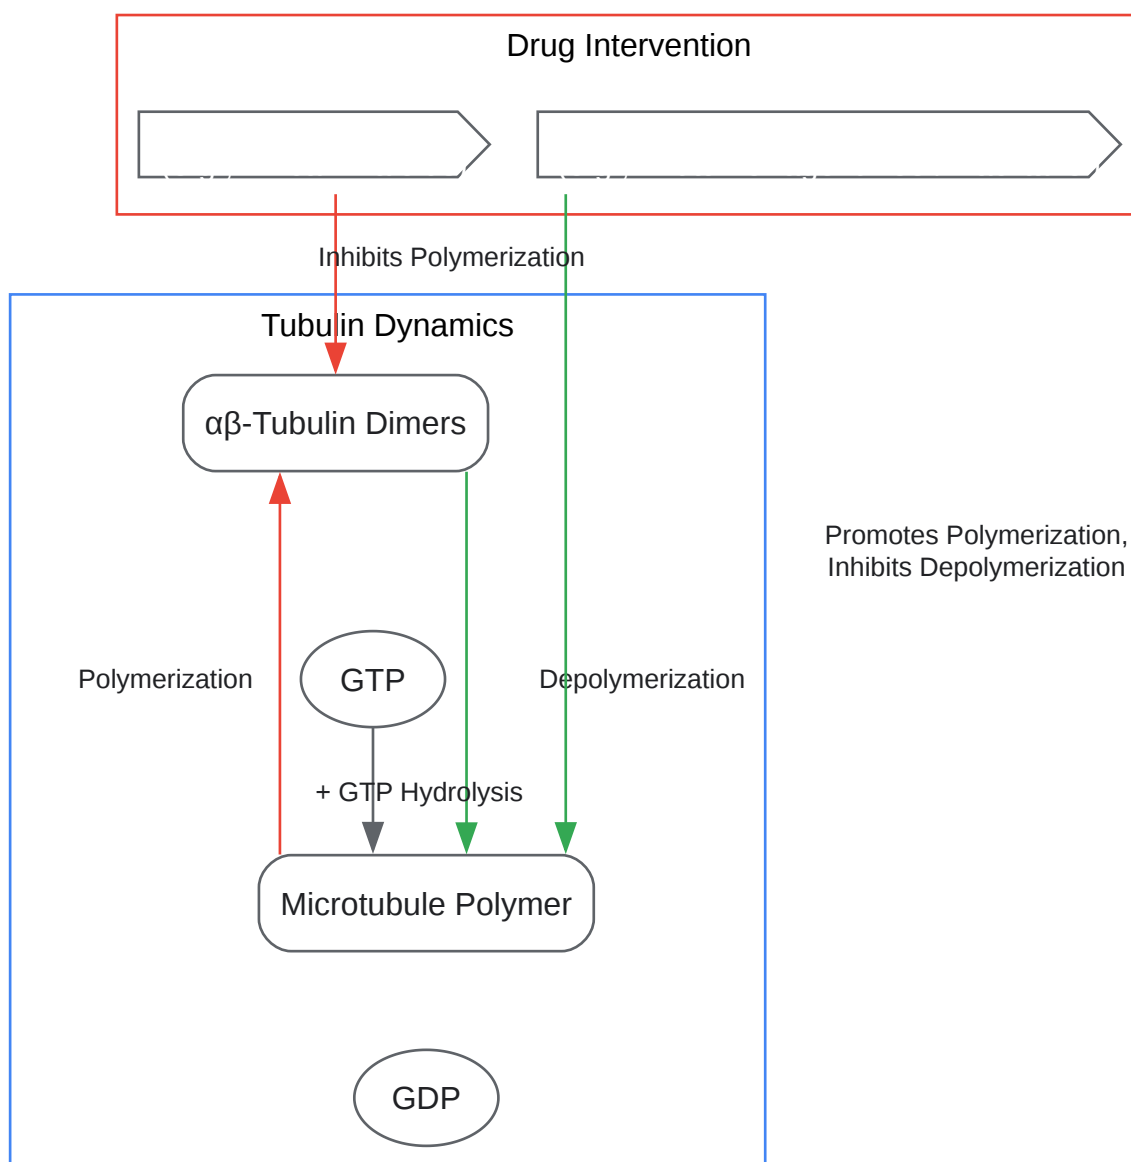 Drug Intervention
Inhibits Polymerization
Tubulin Dynamics
αβ-Tubulin Dimers
Promotes Polymerization,
Inhibits Depolymerization
Polymerization
GTP
Depolymerization
+ GTP Hydrolysis
Microtubule Polymer
GDP